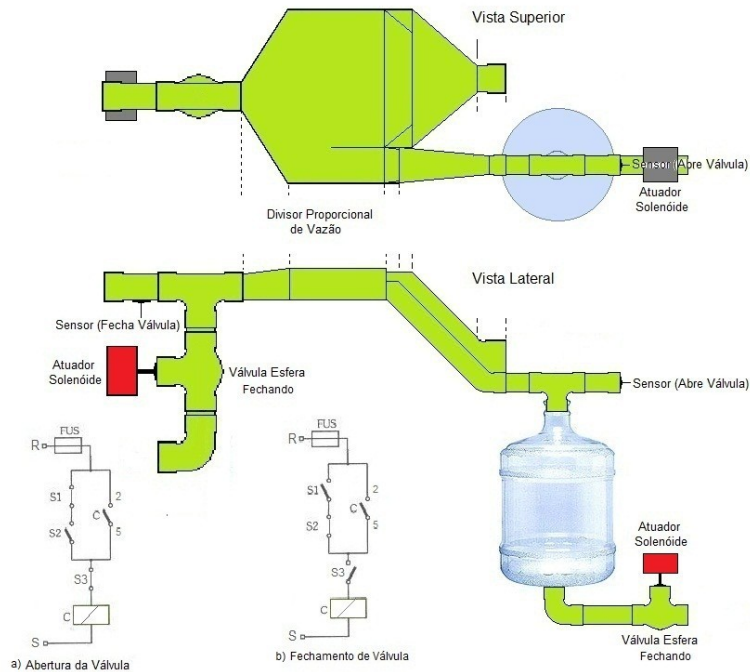 Vista Superior
Sensor (Abre Válvula)
Atuador
Solenóide
Divisor Proporcional
de Vazão
Vista Lateral
Sensor (Fecha Válvula)
Atuador
Solenóide
Válvula Esfera
Fechando
Sensor (Abre Válvula)
FUS
R
S1
2
C
S2
5
S3
C
S
a) Abertura da Válvula
FUS
R
S1
2
C
S2
5
S3
C
S
b) Fechamento de Válvula
Atuador
Solenóide
Válvula Esfera
Fechando